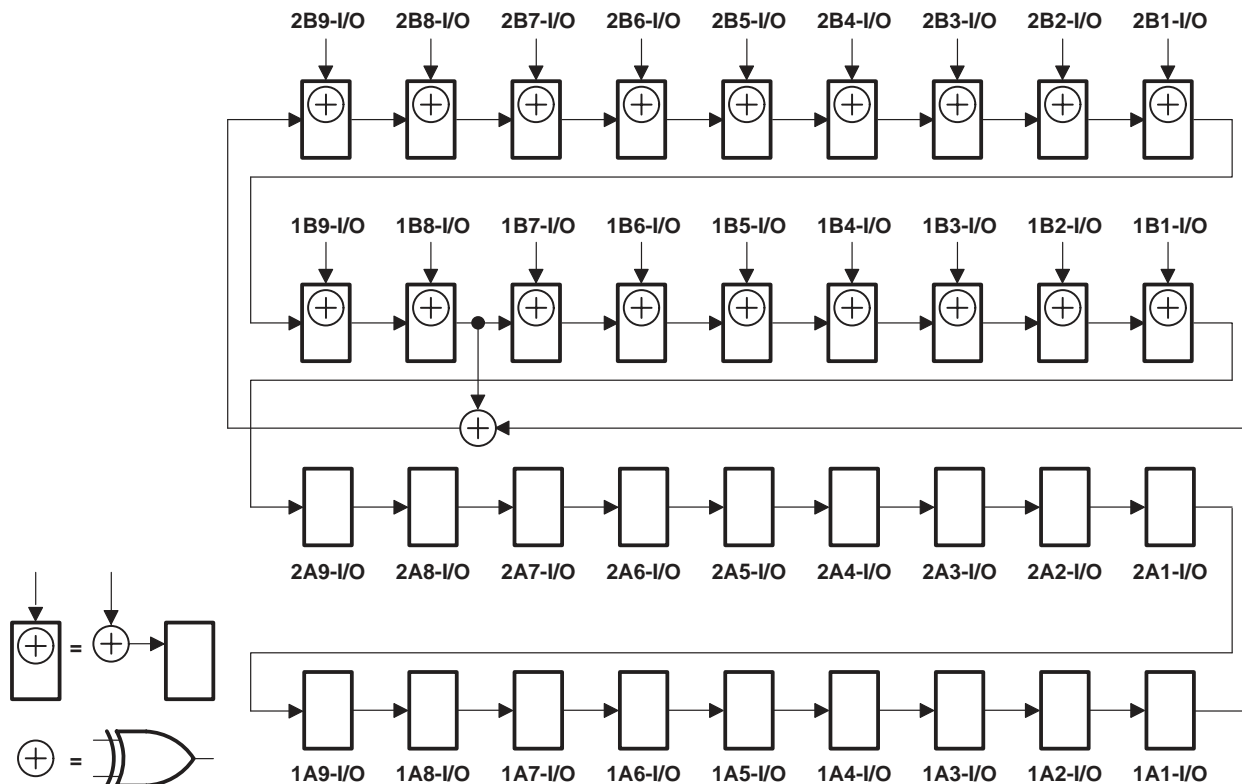 2B9-I/O 2B8-I/O 2B7-I/O 2B6-I/O 2B5-I/O 2B4-I/O 2B3-I/O 2B2-I/O 2B1-I/O
1B9-I/O 1B8-I/O 1B7-I/O 1B6-I/O 1B5-I/O 1B4-I/O 1B3-I/O 1B2-I/O 1B1-I/O
2A9-I/O 2A8-I/O 2A7-I/O 2A6-I/O 2A5-I/O 2A4-I/O 2A3-I/O 2A2-I/O 2A1-I/O
=
=
1A9-I/O 1A8-I/O 1A7-I/O 1A6-I/O 1A5-I/O 1A4-I/O 1A3-I/O 1A2-I/O 1A1-I/O